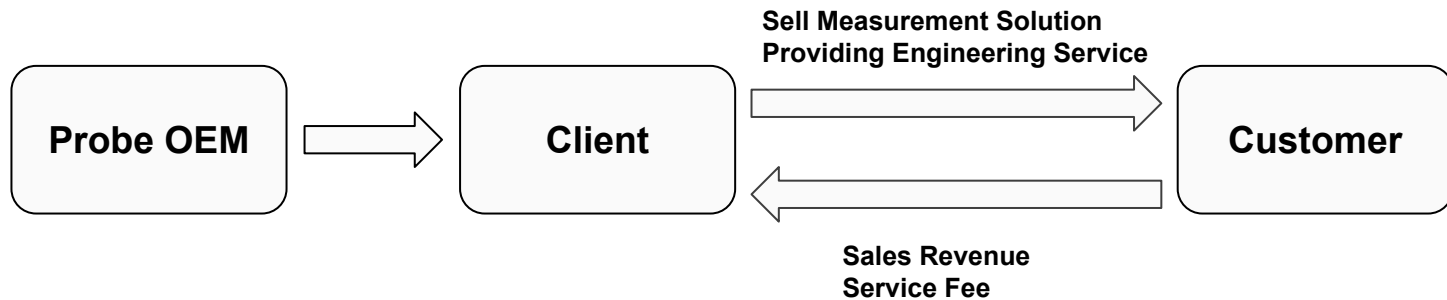 Sell Measurement Solution
Providing Engineering Service
Probe OEM
Client
Customer
Sales Revenue
Service Fee